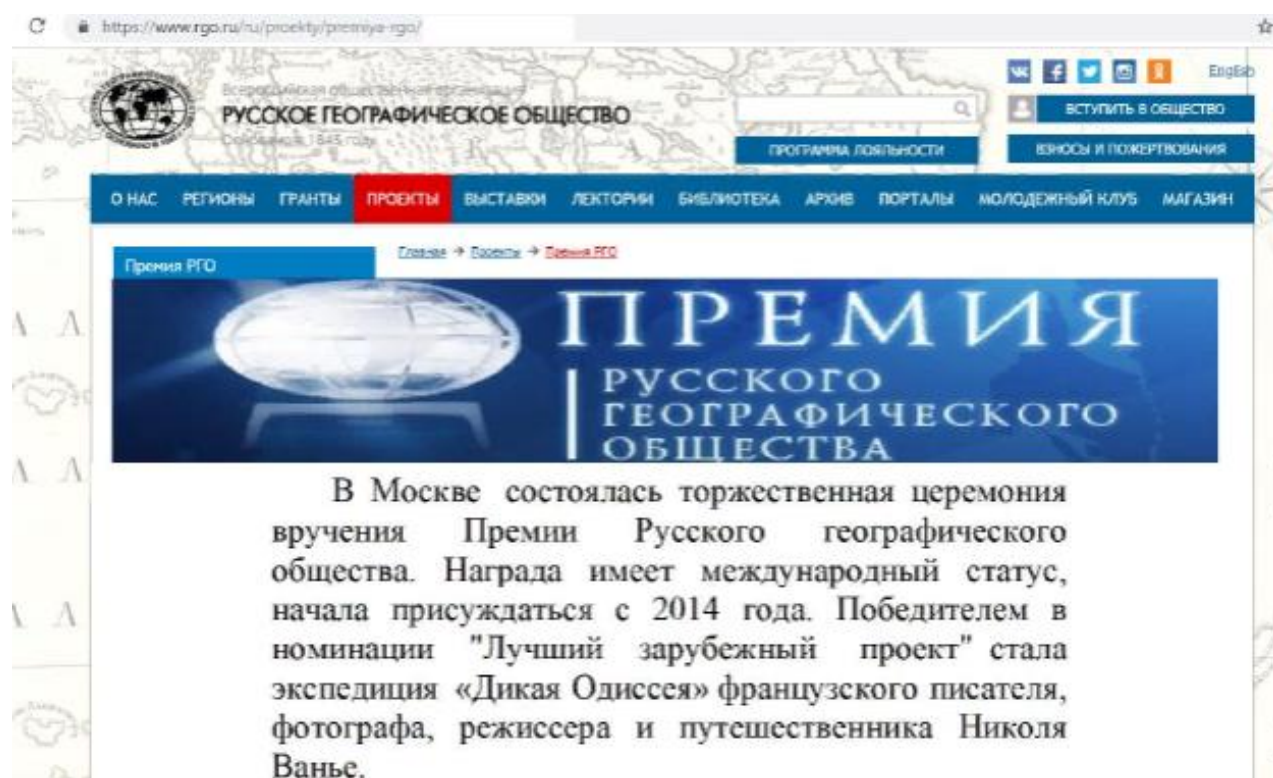 https://www.rgo.ru/ru/proekty/premiya-rgo/
English
РУССКОЕ ГЕОГРАФИЧЕСКОЕ ОБЩЕСТВО
ВСТУПИТЬ В ОБЩЕСТВО
ПРОГРАММА ЛОЯЛЬНОСТИ
ВЗНОСЫ И ПОЖЕРТВОВАНИЯ
О НАС РЕГИОНЫ ГРАНТЫ ПРОЕКТЫ ВЫСТАВКИ ЛЕКТОРИИ БИБЛИОТЕКА АРХИВ ПОРТАЛЫ МОЛОДЕЖНЫЙ КЛУБ МАГАЗИН
Главная → Проекты → Премия РГО
Премия РГО
ПРЕМИЯ
РУССКОГО
ГЕОГРАФИЧЕСКОГО
ОБЩЕСТВА
В Москве состоялась торжественная церемония
вручения Премии Русского географического
общества. Награда имеет международный статус,
начала присуждаться с 2014 года. Победителем в
номинации "Лучший зарубежный проект" стала
экспедиция «Дикая Одиссея» французского писателя,
фотографа, режиссера и путешественника Николя
Ванье.